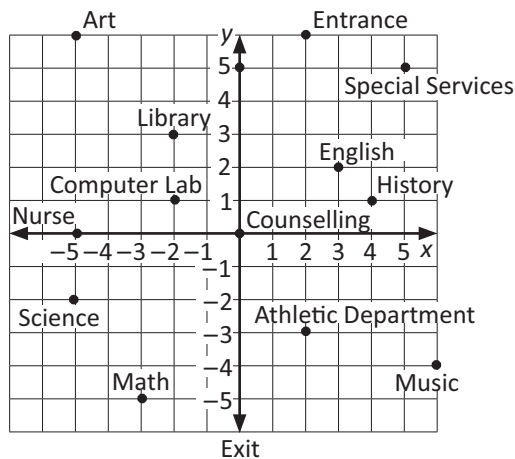 Art
Entrance
y
5
Special Services
4
Library
3
English
2
Computer Lab
1
History
Nurse
Counselling
−5 −4 −3 −2 −1
1 2 3 4 5 x
−1
−2
Science
Athletic Department
−3
−4
Math
Music
−5
Exit